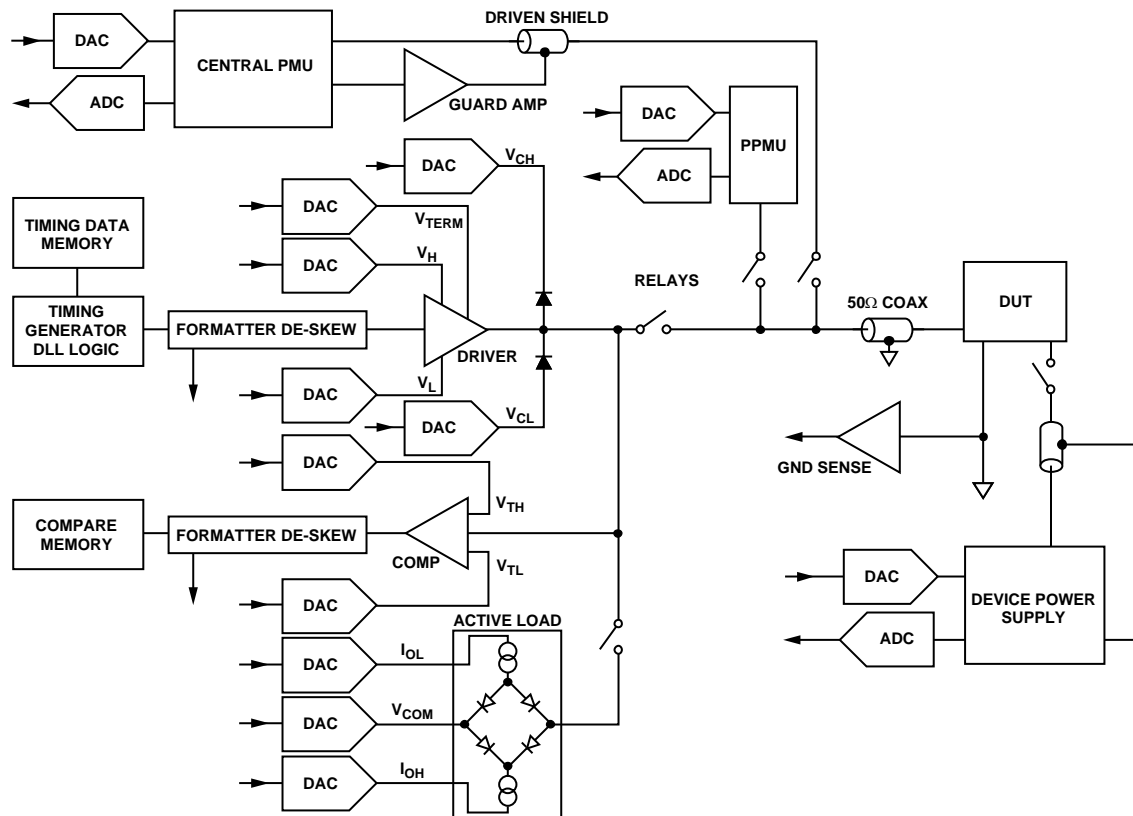 DRIVEN SHIELD
DAC
CENTRAL PMU
ADC
GUARD AMP
DAC
PPMU
ADC
DAC
V_CH
DAC
V_TERM
DAC
V_H
TIMING DATA
MEMORY
TIMING
GENERATOR
DLL LOGIC
FORMATTER DE-SKEW
DRIVER
RELAYS
50Ω COAX
DUT
DAC
V_L
DAC
V_CL
DAC
V_TH
GND SENSE
COMPARE
MEMORY
FORMATTER DE-SKEW
COMP
V_TL
DAC
ACTIVE LOAD
DAC
I_OL
DAC
V_COM
DAC
I_OH
DAC
ADC
DEVICE POWER
SUPPLY